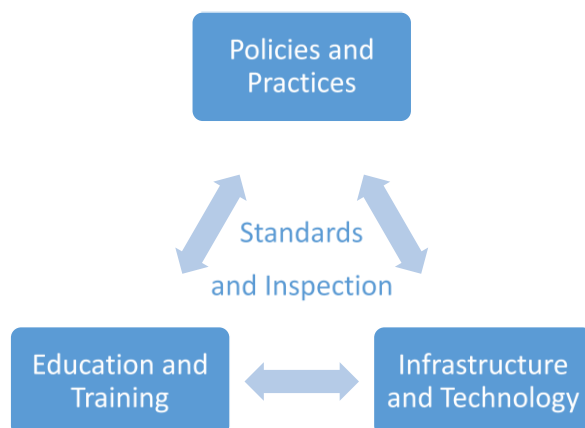 Policies and
Practices
Standards
and Inspection
Education and
Training
Infrastructure
and Technology